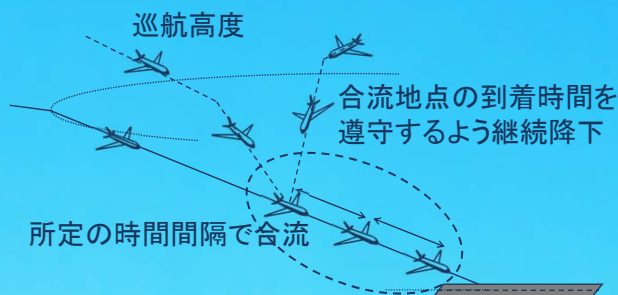 巡航高度
合流地点の到着時間を
遵守するよう継続降下
所定の時間間隔で合流